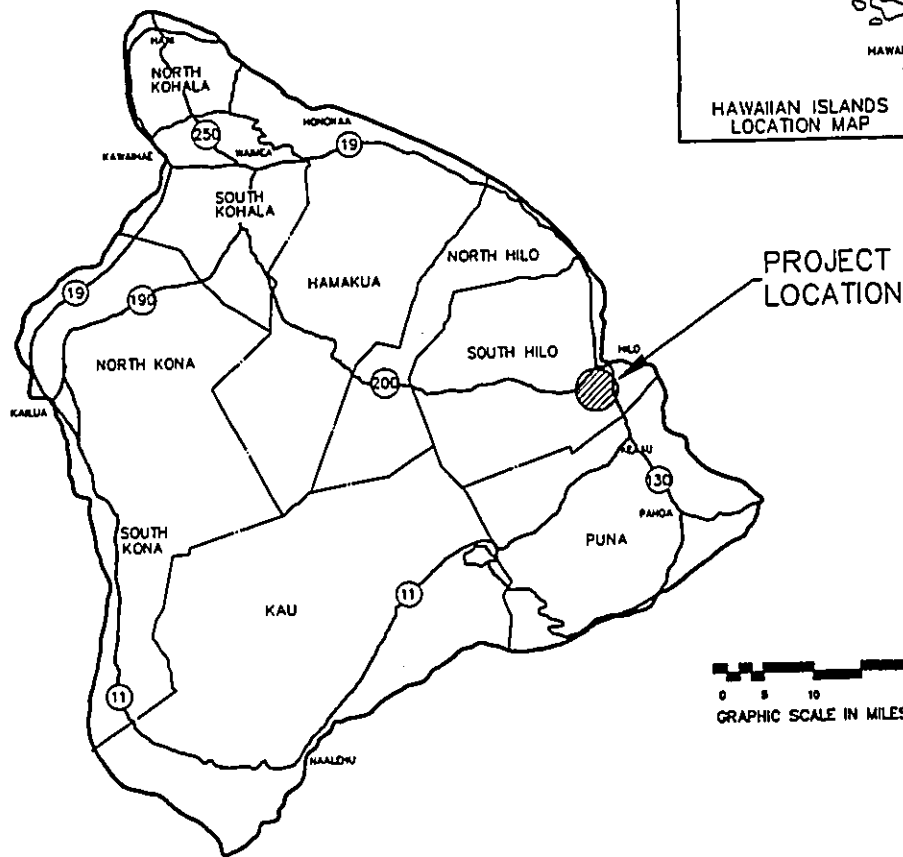 HAWAIIAN ISLANDS
LOCATION MAP
HAWI
NORTH
KOHALA
250
KAWAIHAE
WAIMEA
HONOKAA
19
SOUTH
KOHALA
HAMAKUA
NORTH HILO
PROJECT
LOCATION
19
190
NORTH KONA
SOUTH HILO
HILO
200
KAILUA
130
PAHOA
SOUTH
KONA
PUNA
KAU
11
11
NAALEHU
0 5 10
GRAPHIC SCALE IN MILES